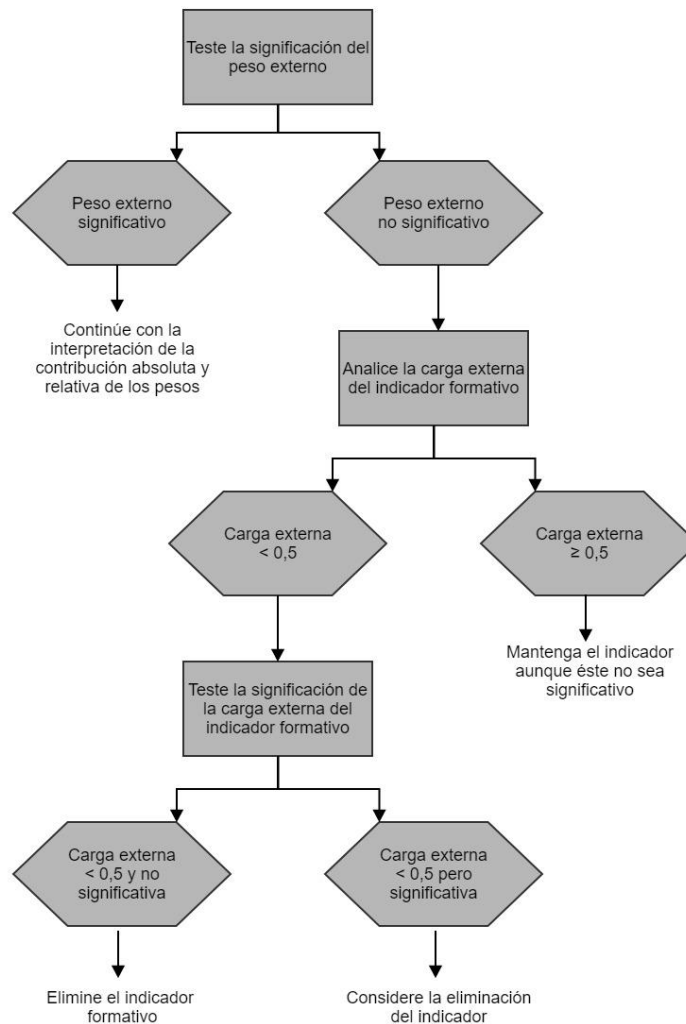 Teste la significación del
peso externo
Peso externo
significativo
Peso externo
no significativo
Continúe con la
interpretación de la
contribución absoluta y
relativa de los pesos
Analice la carga externa
del indicador formativo
Carga externa
< 0,5
Carga externa
≥ 0,5
Mantenga el indicador
aunque éste no sea
significativo
Teste la significación de
la carga externa del
indicador formativo
Carga externa
< 0,5 y no
significativa
Carga externa
< 0,5 pero
significativa
Elimine el indicador
formativo
Considere la eliminación
del indicador